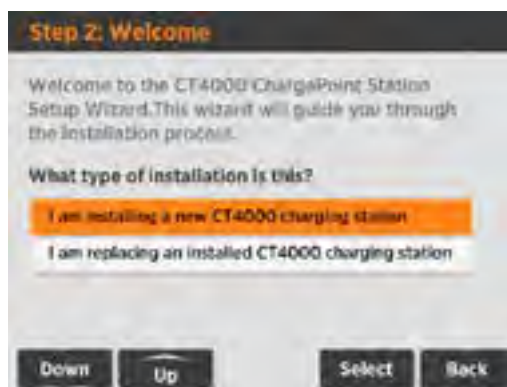 Step 2: Welcome
Welcome to the CT4000 ChargePoint Station
Setup Wizard.This wizard will guide you through
the installation process.
What type of installation is this?
I am installing a new CT4000 charging station
I am replacing an installed CT4000 charging station
Down
Up
Select
Back